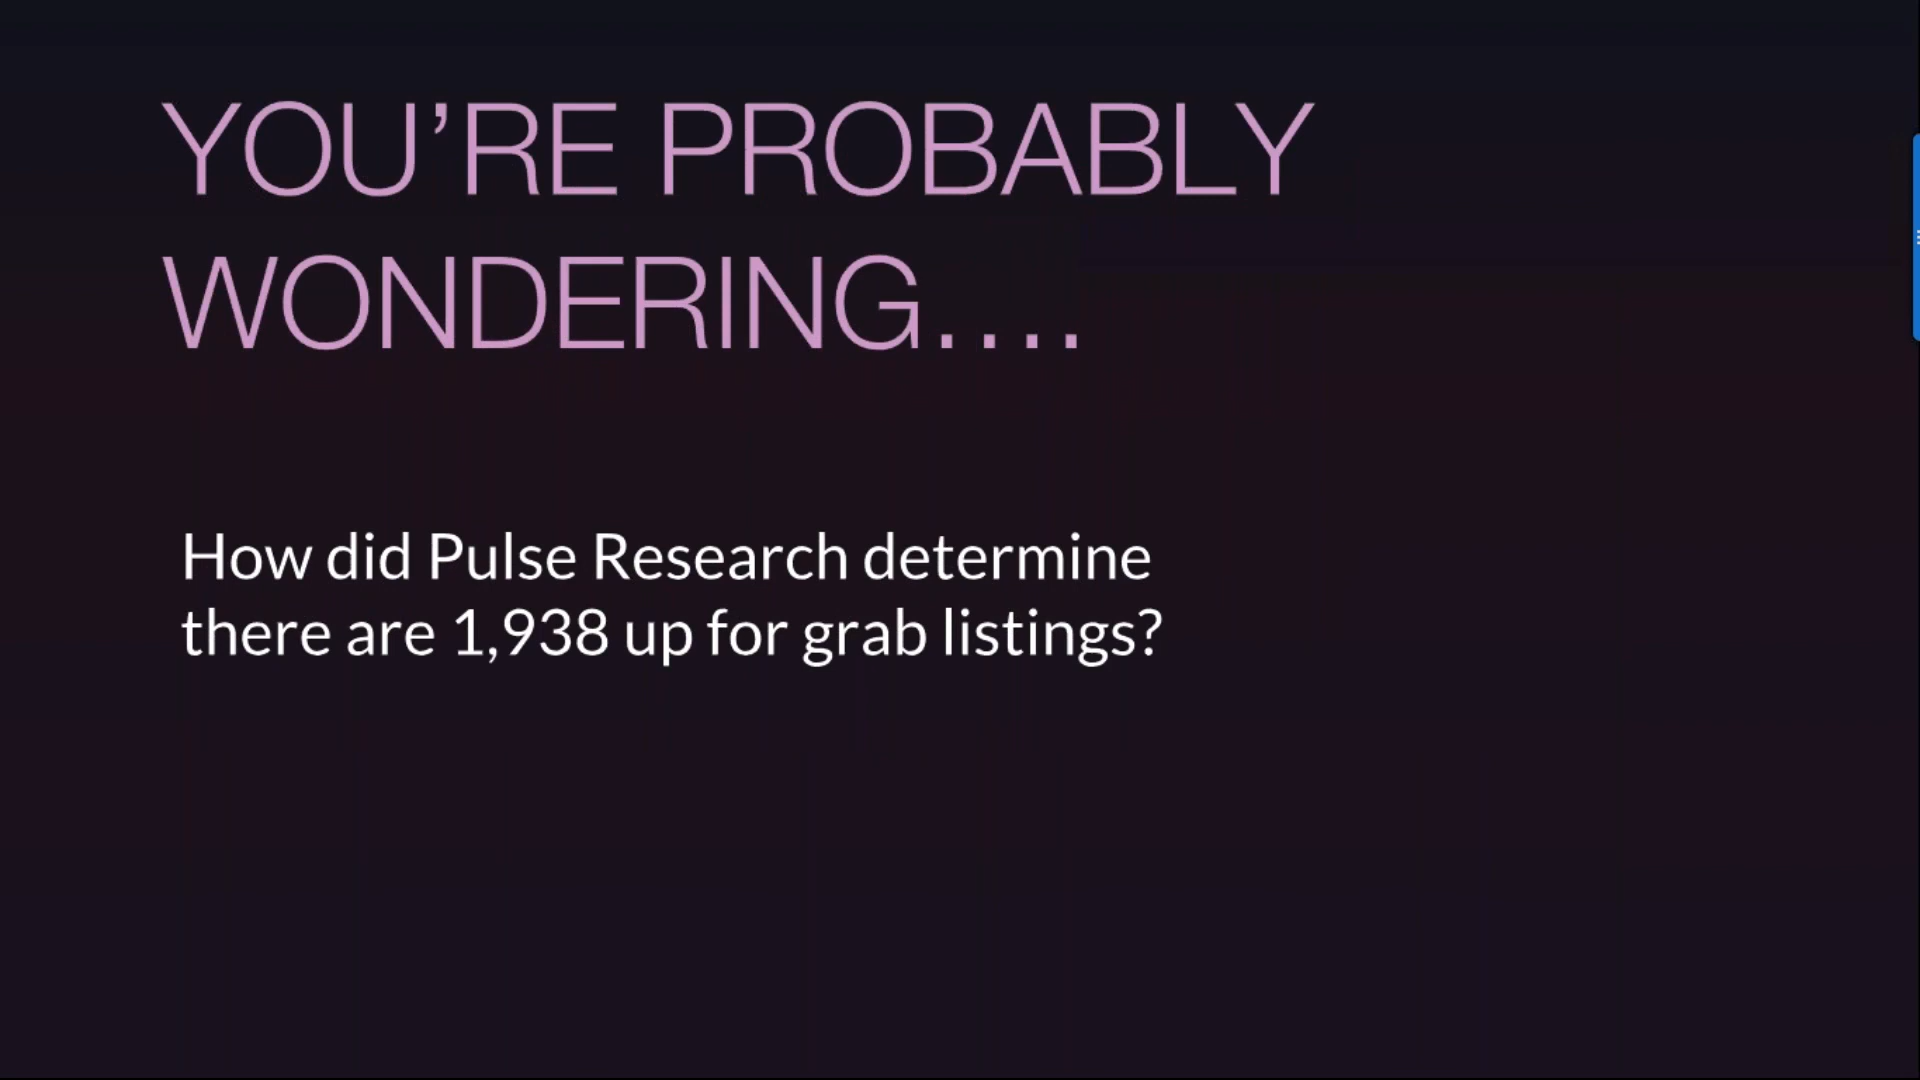 YOU’RE PROBABLY
WONDERING....
How did Pulse Research determine
there are 1,938 up for grab listings?